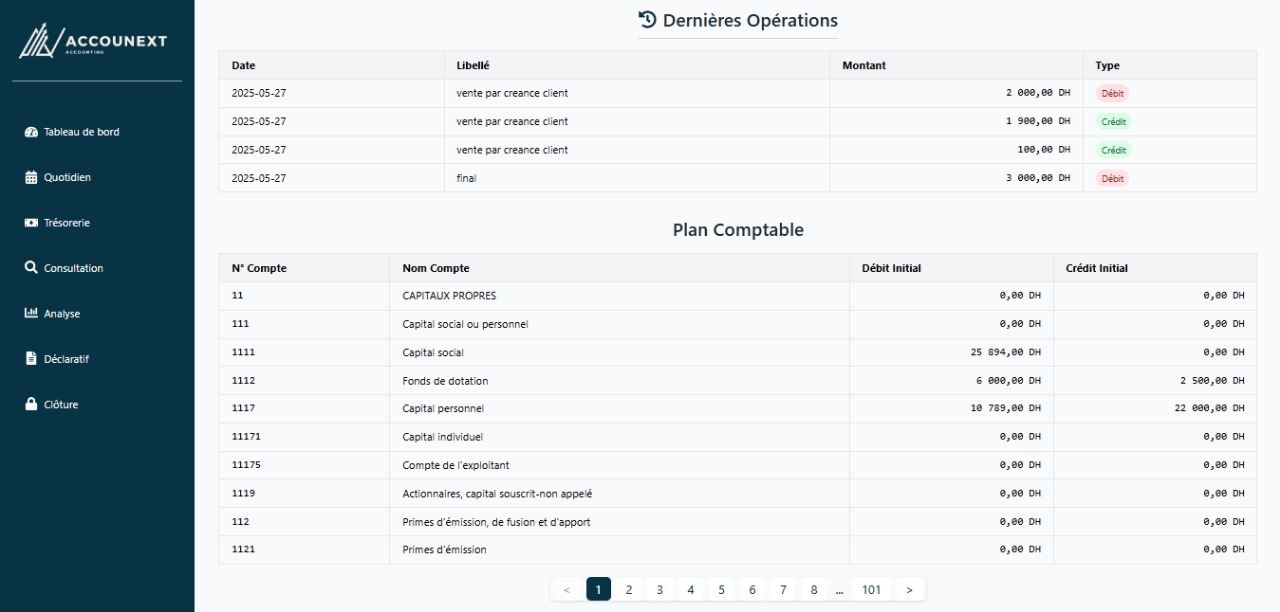 ACCOUNEXT
ACCOUNTING
Tableau de bord
Quotidien
Trésorerie
Consultation
Analyse
Déclaratif
Clôture
Dernières Opérations
Date Libellé Montant Type
2025-05-27 vente par creance client 2 000,00 DH Débit
2025-05-27 vente par creance client 1 900,00 DH Crédit
2025-05-27 vente par creance client 100,00 DH Crédit
2025-05-27 final 3 000,00 DH Débit
Plan Comptable
N° Compte Nom Compte Débit Initial Crédit Initial
11 CAPITAUX PROPRES 0,00 DH 0,00 DH
111 Capital social ou personnel 0,00 DH 0,00 DH
1111 Capital social 25 894,00 DH 0,00 DH
1112 Fonds de dotation 6 000,00 DH 2 500,00 DH
1117 Capital personnel 10 789,00 DH 22 000,00 DH
11171 Capital individuel 0,00 DH 0,00 DH
11175 Compte de l'exploitant 0,00 DH 0,00 DH
1119 Actionnaires, capital souscrit-non appelé 0,00 DH 0,00 DH
112 Primes d'émission, de fusion et d'apport 0,00 DH 0,00 DH
1121 Primes d'émission 0,00 DH 0,00 DH
< 1 2 3 4 5 6 7 8 ... 101 >